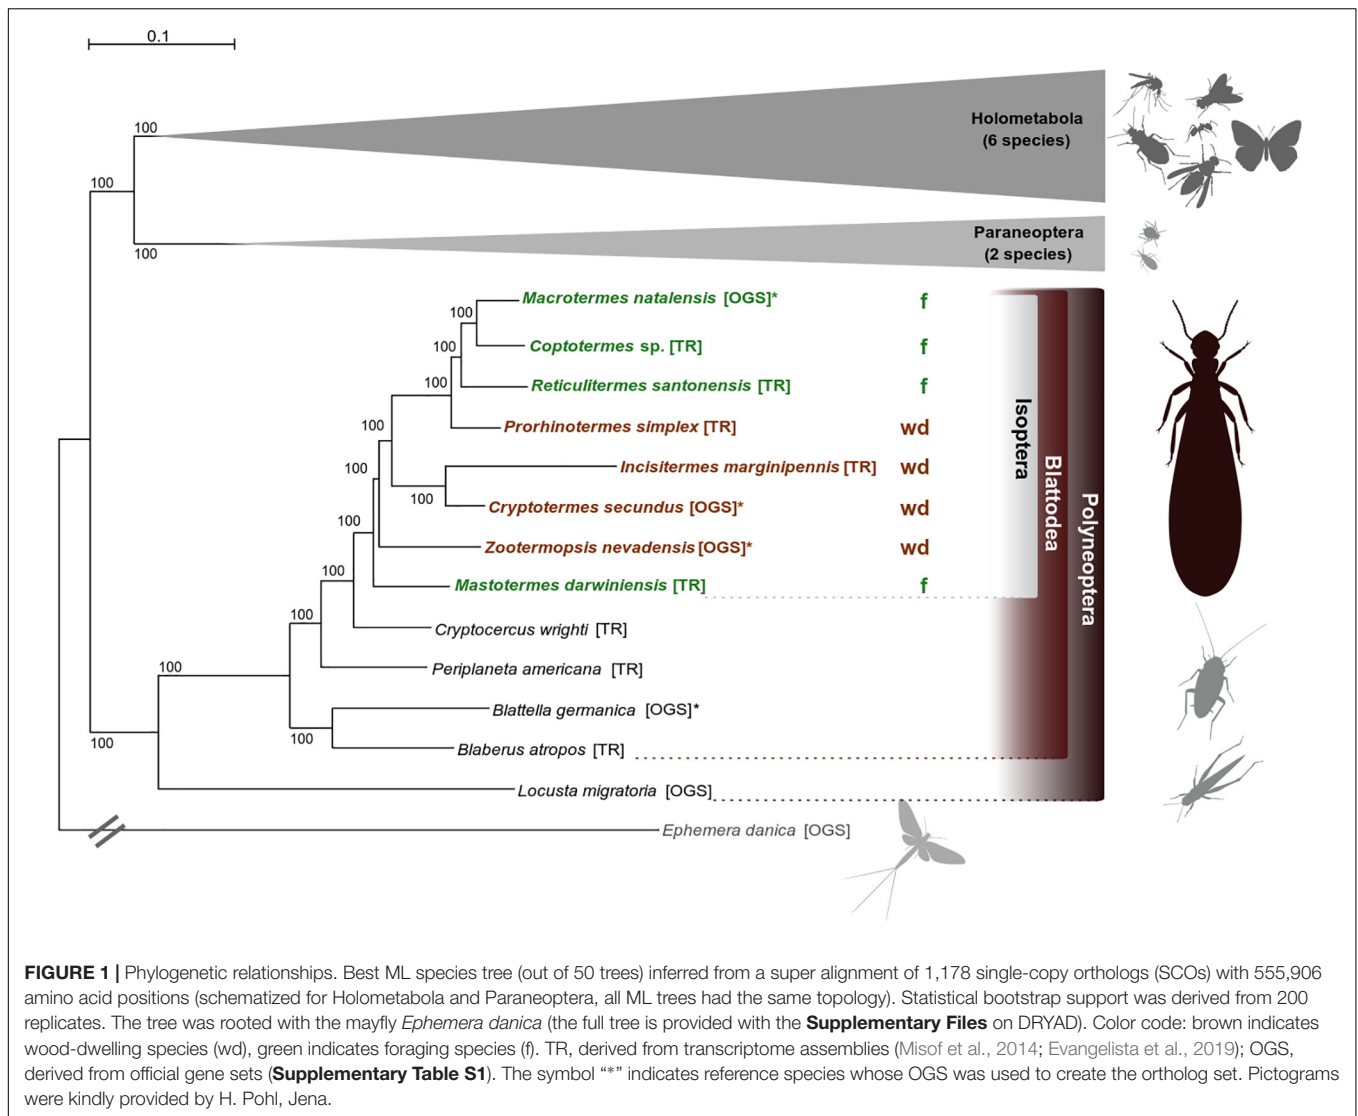 0.1
100
Holometabola
(6 species)
100
100
Paraneoptera
(2 species)
Macrotermes natalensis [OGS]* f
100
Coptotermes sp. [TR] f
100
Reticulitermes santonensis [TR] f
100
Prorhinotermes simplex [TR] wd
100
Incisitermes marginipennis [TR] wd
100
100
Cryptotermes secundus [OGS]* wd
100
Zootermopsis nevadensis [OGS]* wd
100
Mastotermes darwiniensis [TR] f
100
Cryptocercus wrighti [TR]
100
Periplaneta americana [TR]
Blattella germanica [OGS]*
100
100
Blaberus atropos [TR]
Locusta migratoria [OGS]
Ephemera danica [OGS]
Isoptera
Blattodea
Polyneoptera
FIGURE 1 | Phylogenetic relationships. Best ML species tree (out of 50 trees) inferred from a super alignment of 1,178 single-copy orthologs (SCOs) with 555,906
amino acid positions (schematized for Holometabola and Paraneoptera, all ML trees had the same topology). Statistical bootstrap support was derived from 200
replicates. The tree was rooted with the mayfly Ephemera danica (the full tree is provided with the Supplementary Files on DRYAD). Color code: brown indicates
wood-dwelling species (wd), green indicates foraging species (f). TR, derived from transcriptome assemblies (Misof et al., 2014; Evangelista et al., 2019); OGS,
derived from official gene sets (Supplementary Table S1). The symbol “*” indicates reference species whose OGS was used to create the ortholog set. Pictograms
were kindly provided by H. Pohl, Jena.